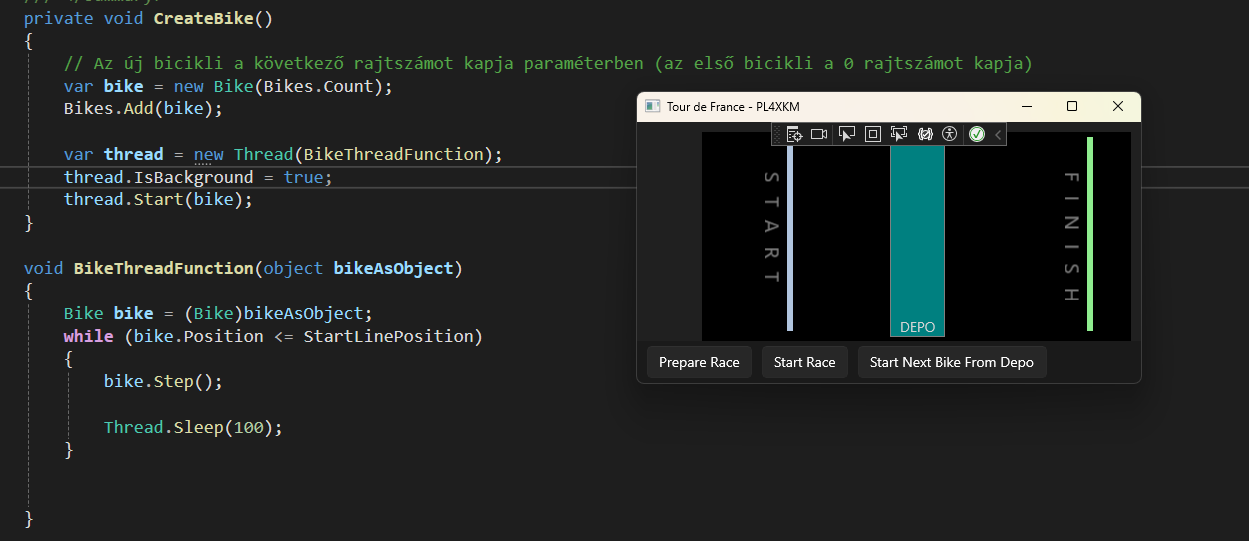 private void CreateBike()
{
// Az új bicikli a következő rajtszámot kapja paraméterben (az első bicikli a 0 rajtszámot kapja)
var bike = new Bike(Bikes.Count);
Bikes.Add(bike);
var thread = new Thread(BikeThreadFunction);
thread.IsBackground = true;
thread.Start(bike);
}
void BikeThreadFunction(object bikeAsObject)
{
Bike bike = (Bike)bikeAsObject;
while (bike.Position <= StartLinePosition)
{
bike.Step();
Thread.Sleep(100);
}
}
Tour de France - PL4XKM
START
DEPO
FINISH
Prepare Race
Start Race
Start Next Bike From Depo